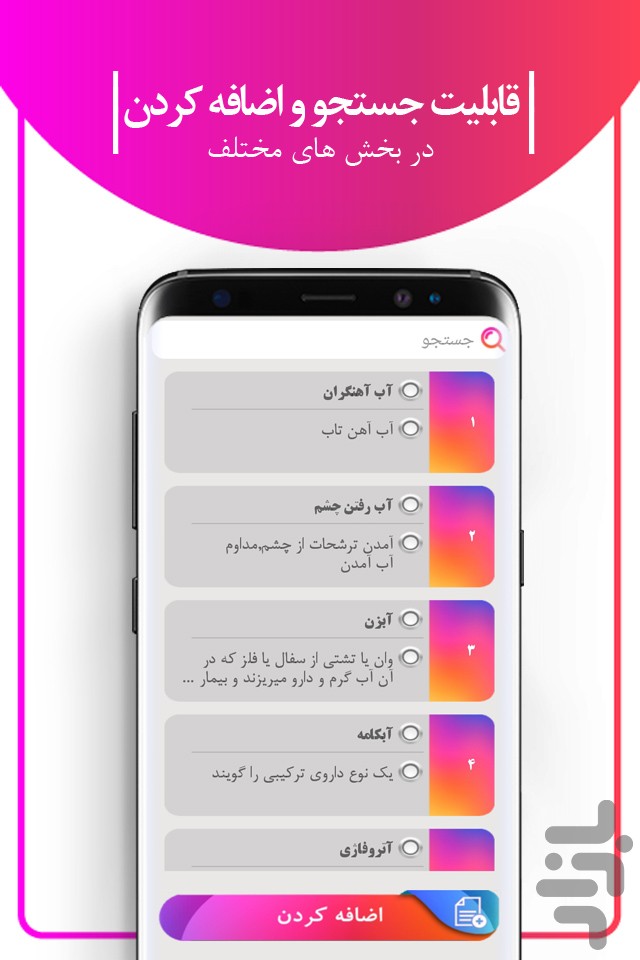 قابلیت جستجو و اضافه کردن
در بخش های مختلف
جستجو
۱
آب آهنگران
آب آهن تاب
۲
آب رفتن چشم
آمدن ترشحات از چشم,مداوم
آب آمدن
۳
آبزن
وان یا تشتی از سفال یا فلز که در
آن آب گرم و دارو میریزند و بیمار ...
۴
آبکامه
یک نوع داروی ترکیبی را گویند
آتروفاژی
اضافه کردن
بازار